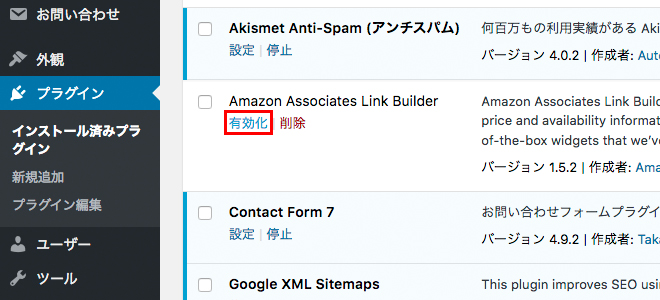 お問い合わせ
外観
プラグイン
インストール済みプラ
グイン
新規追加
プラグイン編集
ユーザー
ツール
Akismet Anti-Spam (アンチスパム)
設定 | 停止
何百万もの利用実績がある Aki
バージョン 4.0.2 | 作成者: Auto
Amazon Associates Link Builder
有効化 削除
Amazon Associates Link Build
price and availability informat
of-the-box widgets that we'v
バージョン 1.5.2 | 作成者: Ama
Contact Form 7
設定 | 停止
お問い合わせフォームプラグイ
バージョン 4.9.2 | 作成者: Taka
Google XML Sitemaps
This plugin improves SEO usin